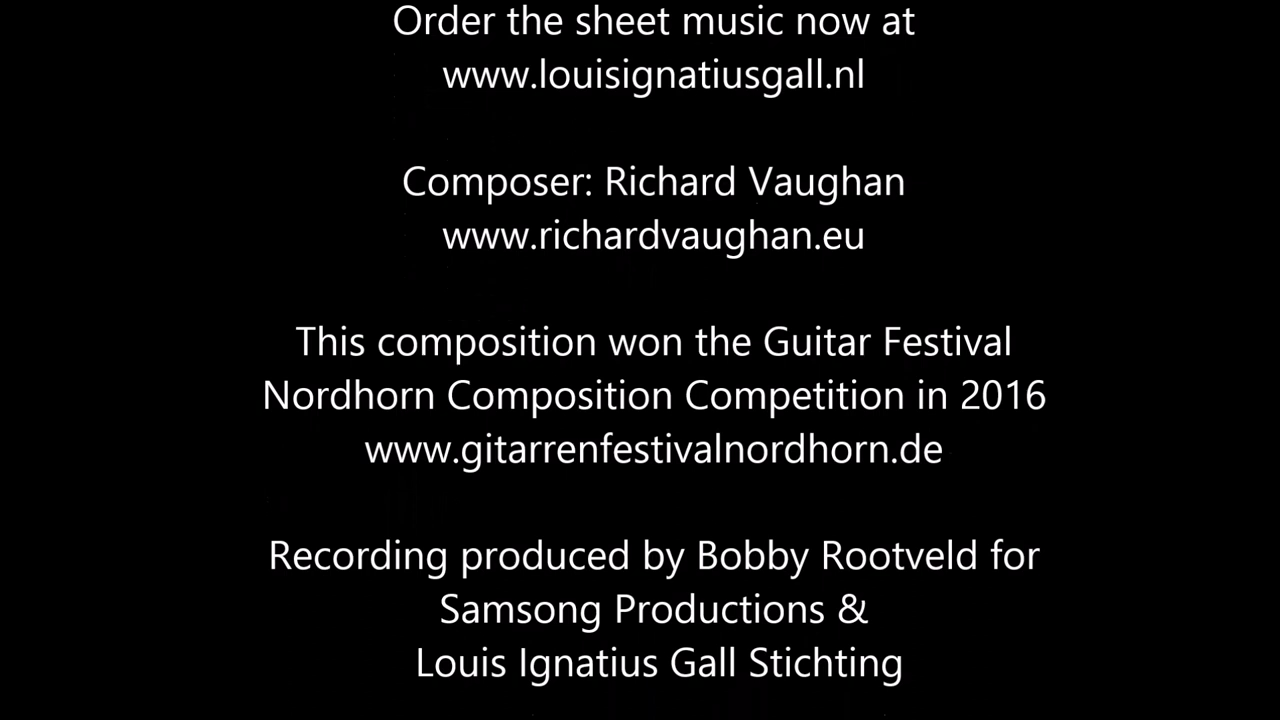 Order the sheet music now at
www.louisignatiusgall.nl
Composer: Richard Vaughan
www.richardvaughan.eu
This composition won the Guitar Festival
Nordhorn Composition Competition in 2016
www.gitarrenfestivalnordhorn.de
Recording produced by Bobby Rootveld for
Samsong Productions &
Louis Ignatius Gall Stichting